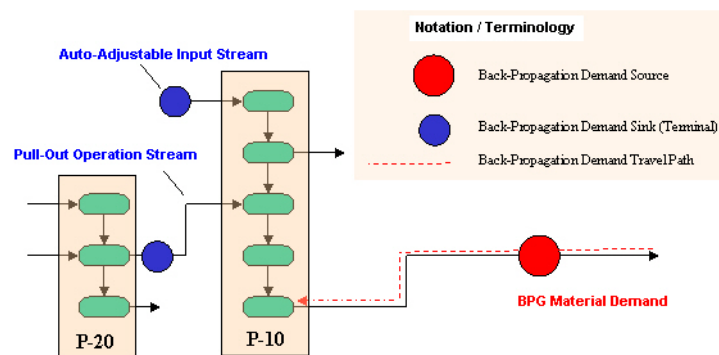 Notation / Terminology
Auto-Adjustable Input Stream
Back-Propagation Demand Source
Back-Propagation Demand Sink (Terminal)
Pull-Out Operation Stream
Back-Propagation Demand Travel Path
BPG Material Demand
P-20
P-10